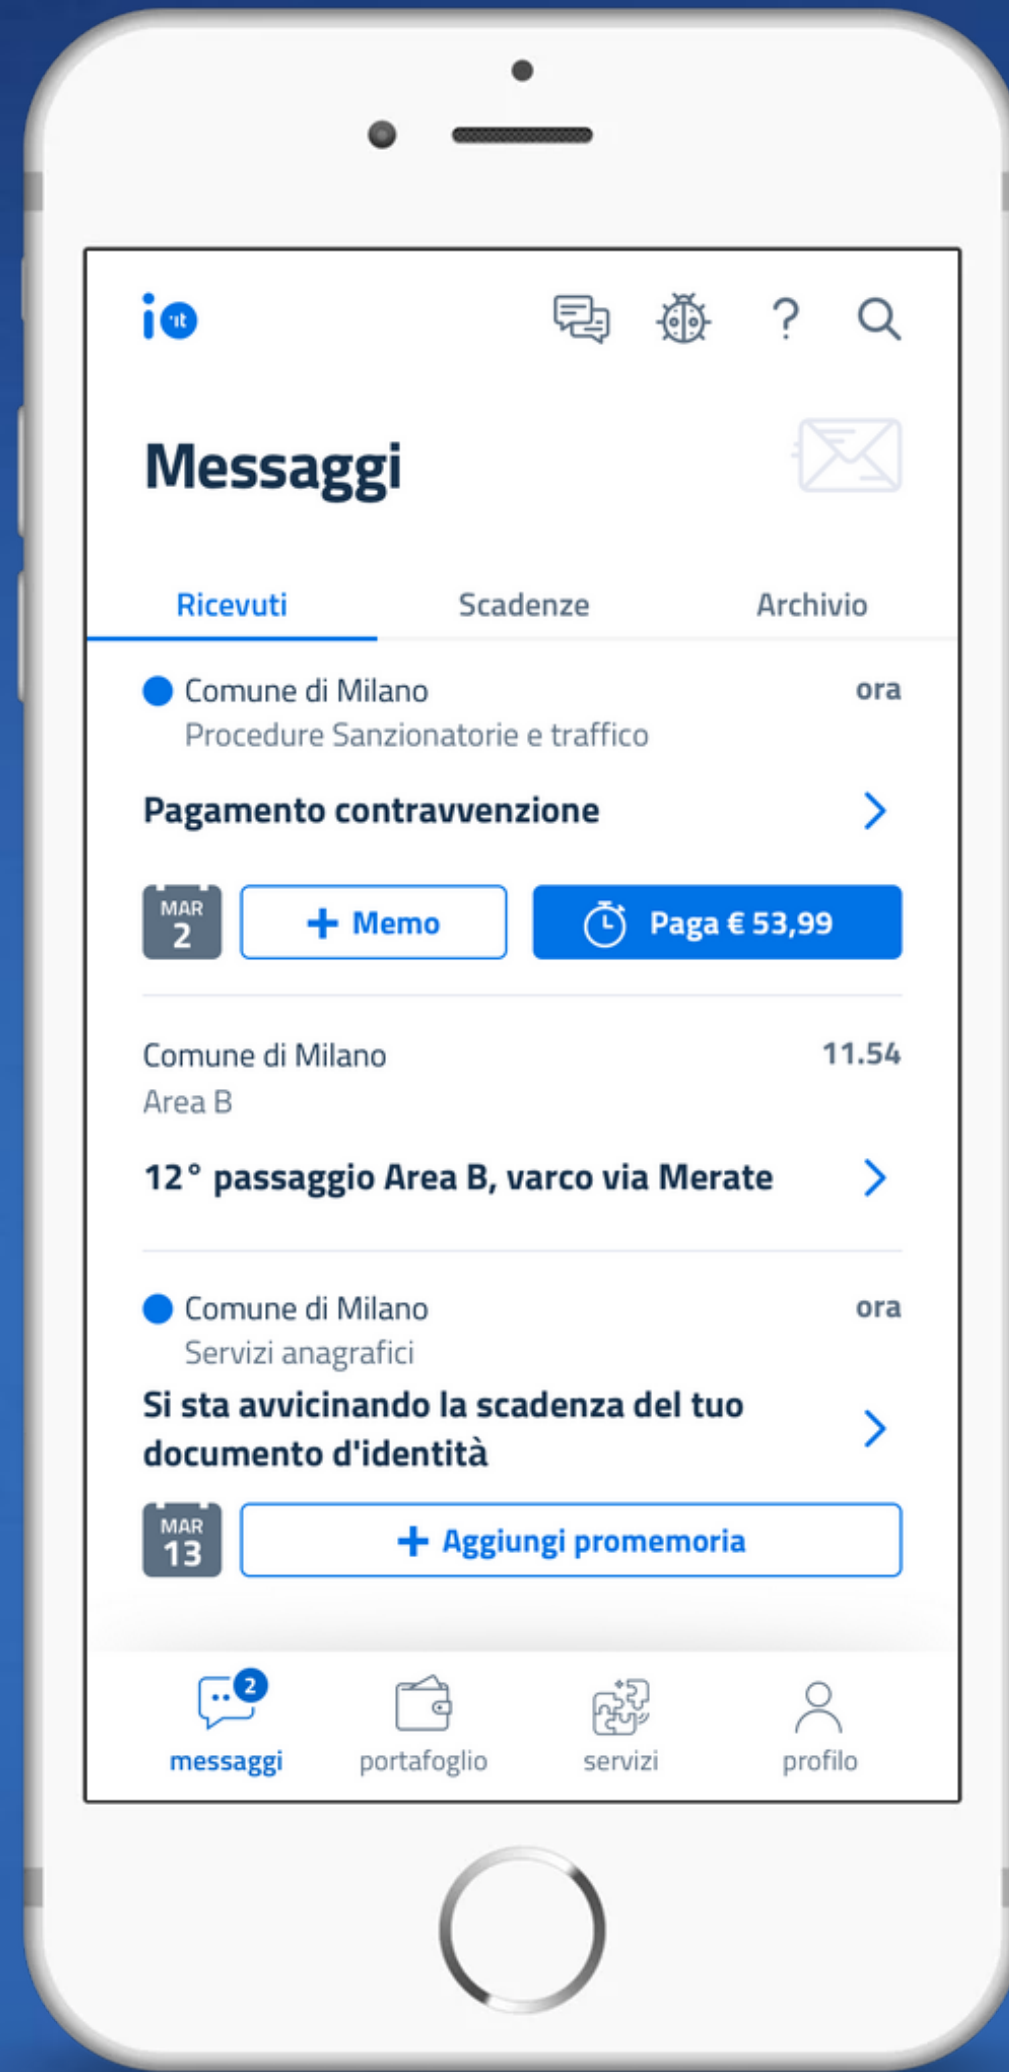 io
it
Messaggi
Ricevuti Scadenze Archivio
Comune di Milano ora
Procedure Sanzionatorie e traffico
Pagamento contravvenzione
MAR
2
+ Memo
Paga € 53,99
Comune di Milano 11.54
Area B
12° passaggio Area B, varco via Merate
Comune di Milano ora
Servizi anagrafici
Si sta avvicinando la scadenza del tuo
documento d'identità
MAR
13
+ Aggiungi promemoria
2
messaggi portafoglio servizi profilo